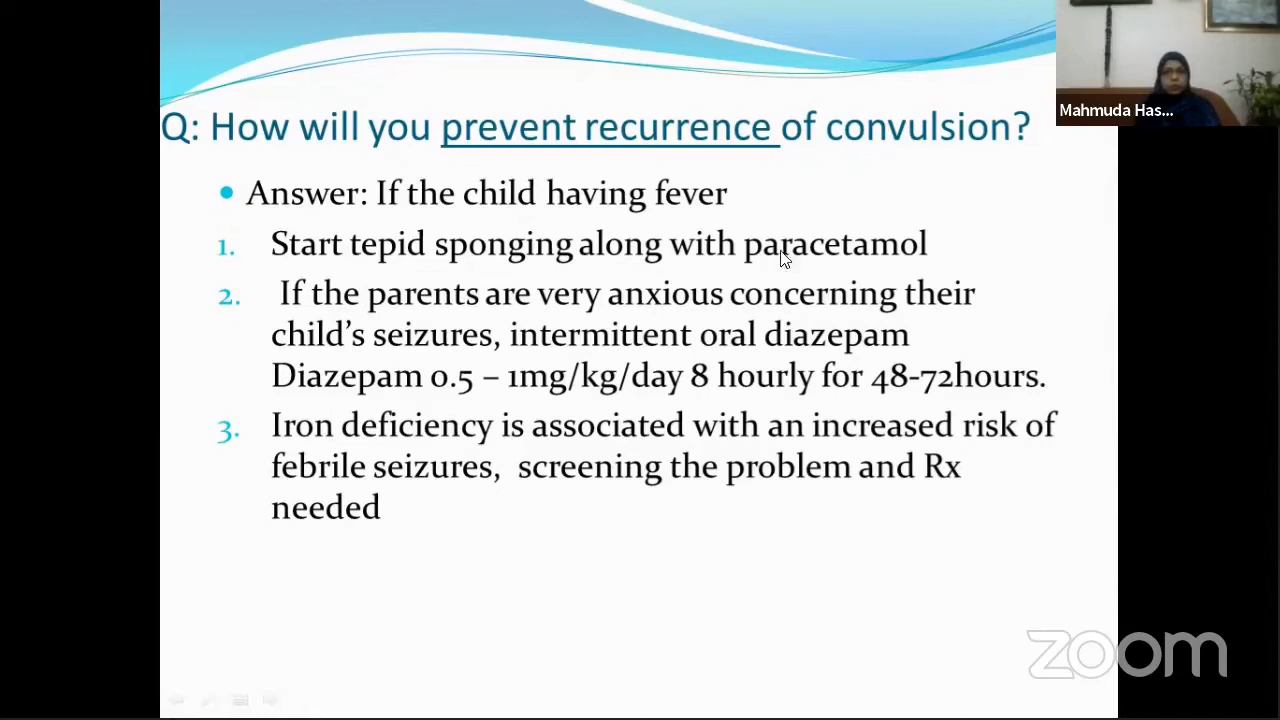 Q: How will you prevent recurrence of convulsion?
Mahmuda Has...
• Answer: If the child having fever
1. Start tepid sponging along with paracetamol
2. If the parents are very anxious concerning their
child's seizures, intermittent oral diazepam
Diazepam 0.5 – 1mg/kg/day 8 hourly for 48-72hours.
3. Iron deficiency is associated with an increased risk of
febrile seizures, screening the problem and Rx
needed
zoom